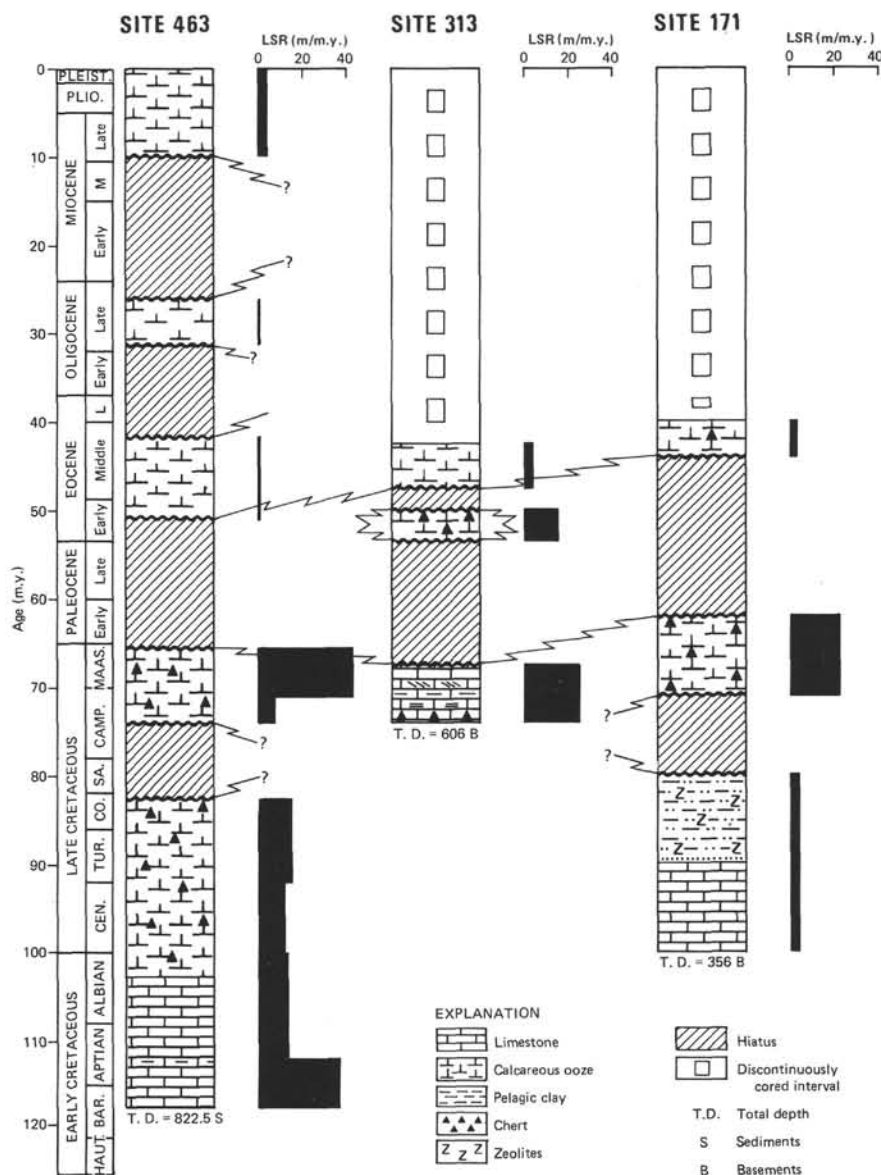 SITE 463
SITE 313
SITE 171
LSR (m/m.y.)
LSR (m/m.y.)
LSR (m/m.y.)
0 20 40
0 20 40
0 20 40
Age (m.y.)
0
10
20
30
40
50
60
70
80
90
100
110
120
PLEIST.
PLIO.
MIOCENE
Late
M
Early
OLIGOCENE
Late
Early
EOCENE
L
Middle
Early
PALEOCENE
Late
Early
LATE CRETACEOUS
MAAS.
CAMP.
SA.
CO.
TUR.
CEN.
EARLY CRETACEOUS
ALBIAN
APTIAN
BAR.
HAUT.
?
?
?
?
?
?
?
T. D. = 822.5 S
T. D. = 606 B
Z Z
Z
Z Z
T. D. = 356 B
EXPLANATION
Limestone
Calcareous ooze
Pelagic clay
Chert
Z Z Z Zeolites
Hiatus
Discontinuously
cored interval
T.D. Total depth
S Sediments
B Basements